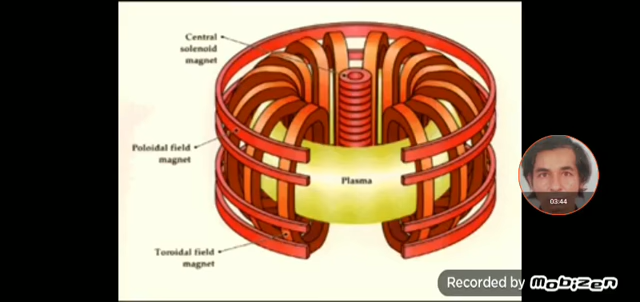 Central
solenoid
magnet
Poloidal field
magnet
Plasma
03:44
Toroidal field
magnet
Recorded by mobizen